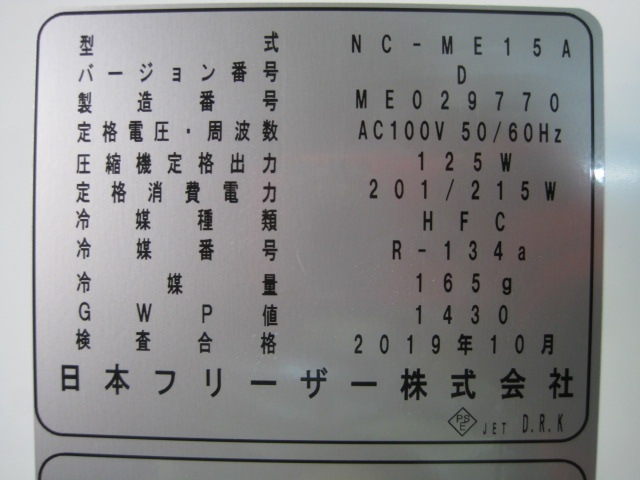 型式 NC-ME15A
バージョン番号 D
製造番号 ME029770
定格電圧・周波数 AC100V 50/60Hz
圧縮機定格出力 125W
定格消費電力 201/215W
冷媒種類 HFC
冷媒番号 R-134a
冷媒量 165g
GWP値 1430
検査合格 2019年10月
日本フリーザー株式会社
PSE JET D.R.K